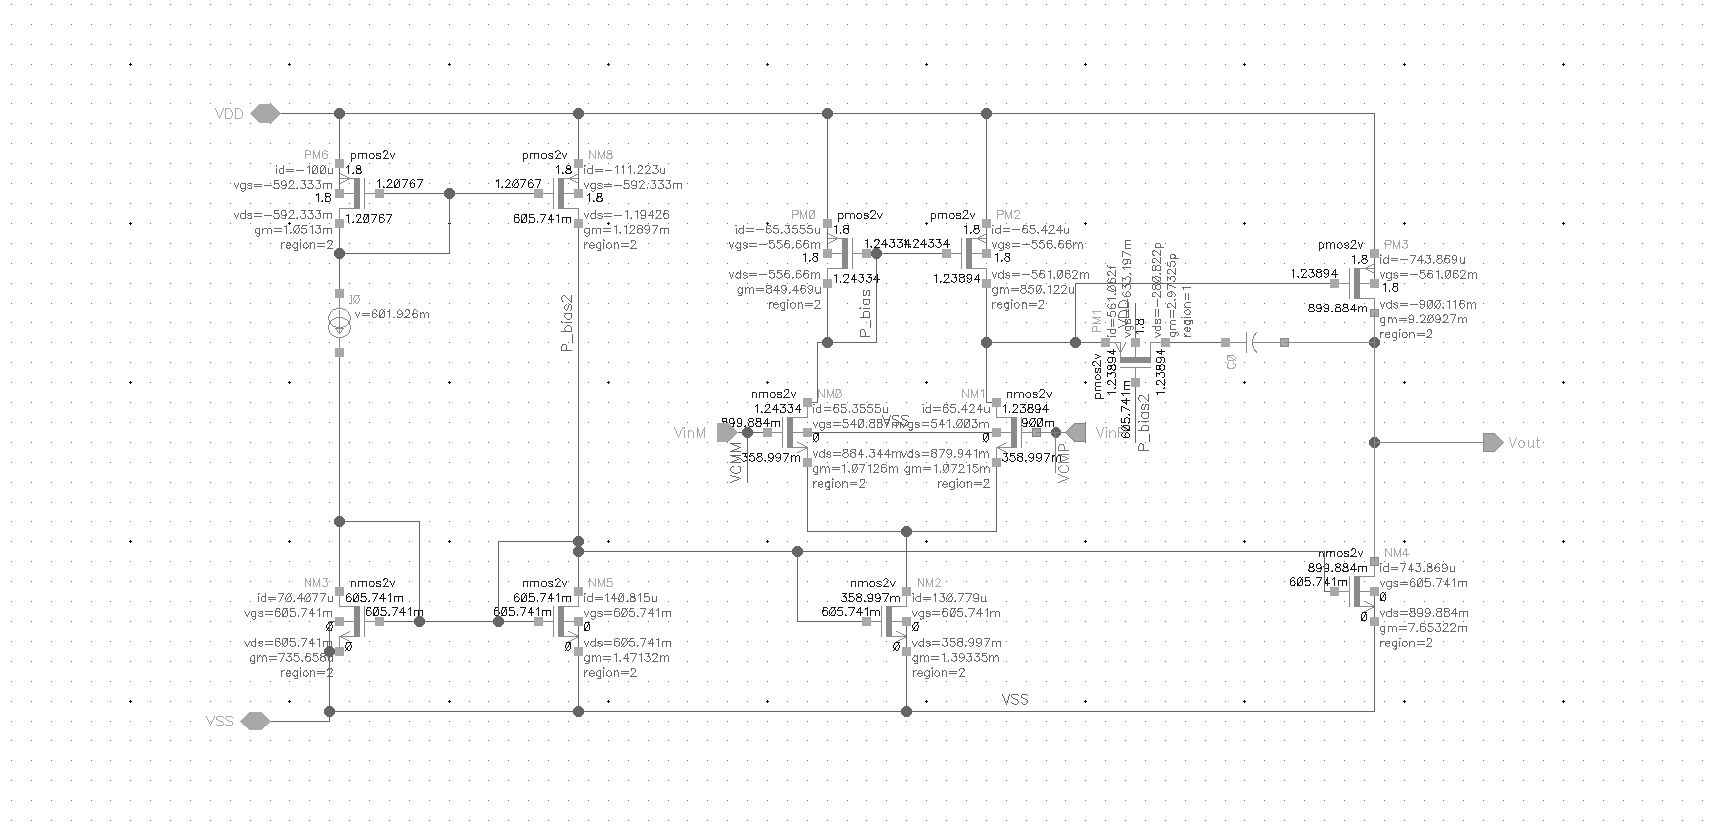 VDD
PM6
pmos2v
id=-100u
1.8
vgs=-592.333m
1.20767
1.8
vds=-592.333m
1.20767
gm=1.0513m
region=2
pmos2v
NM8
1.8
id=-111.223u
vgs=-592.333m
1.20767
1.8
605.741m
vds=-1.19426
gm=1.12897m
region=2
I0
v=601.926m
P_bias2
PM0
pmos2v
id=-65.3555u
1.8
vgs=-556.66m
1.24334
1.8
vds=-556.66m
1.24334
gm=849.469u
region=2
P_bias
pmos2v
PM2
1.8
id=-65.424u
vgs=-556.66m
1.24334
1.8
1.23894
vds=-561.062m
gm=850.122u
region=2
pmos2v
PM3
1.8
id=-743.869u
vgs=-561.062m
1.23894
1.8
899.884m
vds=-900.116m
gm=9.20927m
region=2
PM1
pmos2v
vgs=-633.197m
VDD
1.8
gm=2.97325p
region=1
1.23894
1.23894
605.741m
P_bias2
C0
nmos2v
NM0
1.24334
id=65.3555u
899.884m
vgs=540.887m
VSS
VinM
0
358.997m
vds=884.344m
gm=1.07126m
region=2
VCMM
NM1
nmos2v
id=65.424u
1.23894
vgs=541.003m
900m
0
vds=879.941m
358.997m
gm=1.07215m
region=2
VCMP
Vout
NM3
nmos2v
id=70.4077u
605.741m
vgs=605.741m
605.741m
0
vds=605.741m
0
gm=735.658u
region=2
nmos2v
NM5
605.741m
id=140.815u
605.741m
vgs=605.741m
0
vds=605.741m
0
gm=1.47132m
region=2
nmos2v
NM2
358.997m
id=130.779u
605.741m
vgs=605.741m
0
vds=358.997m
0
gm=1.39335m
region=2
nmos2v
NM4
899.884m
id=743.869u
605.741m
vgs=605.741m
0
0
vds=899.884m
gm=7.65322m
region=2
VSS
VSS